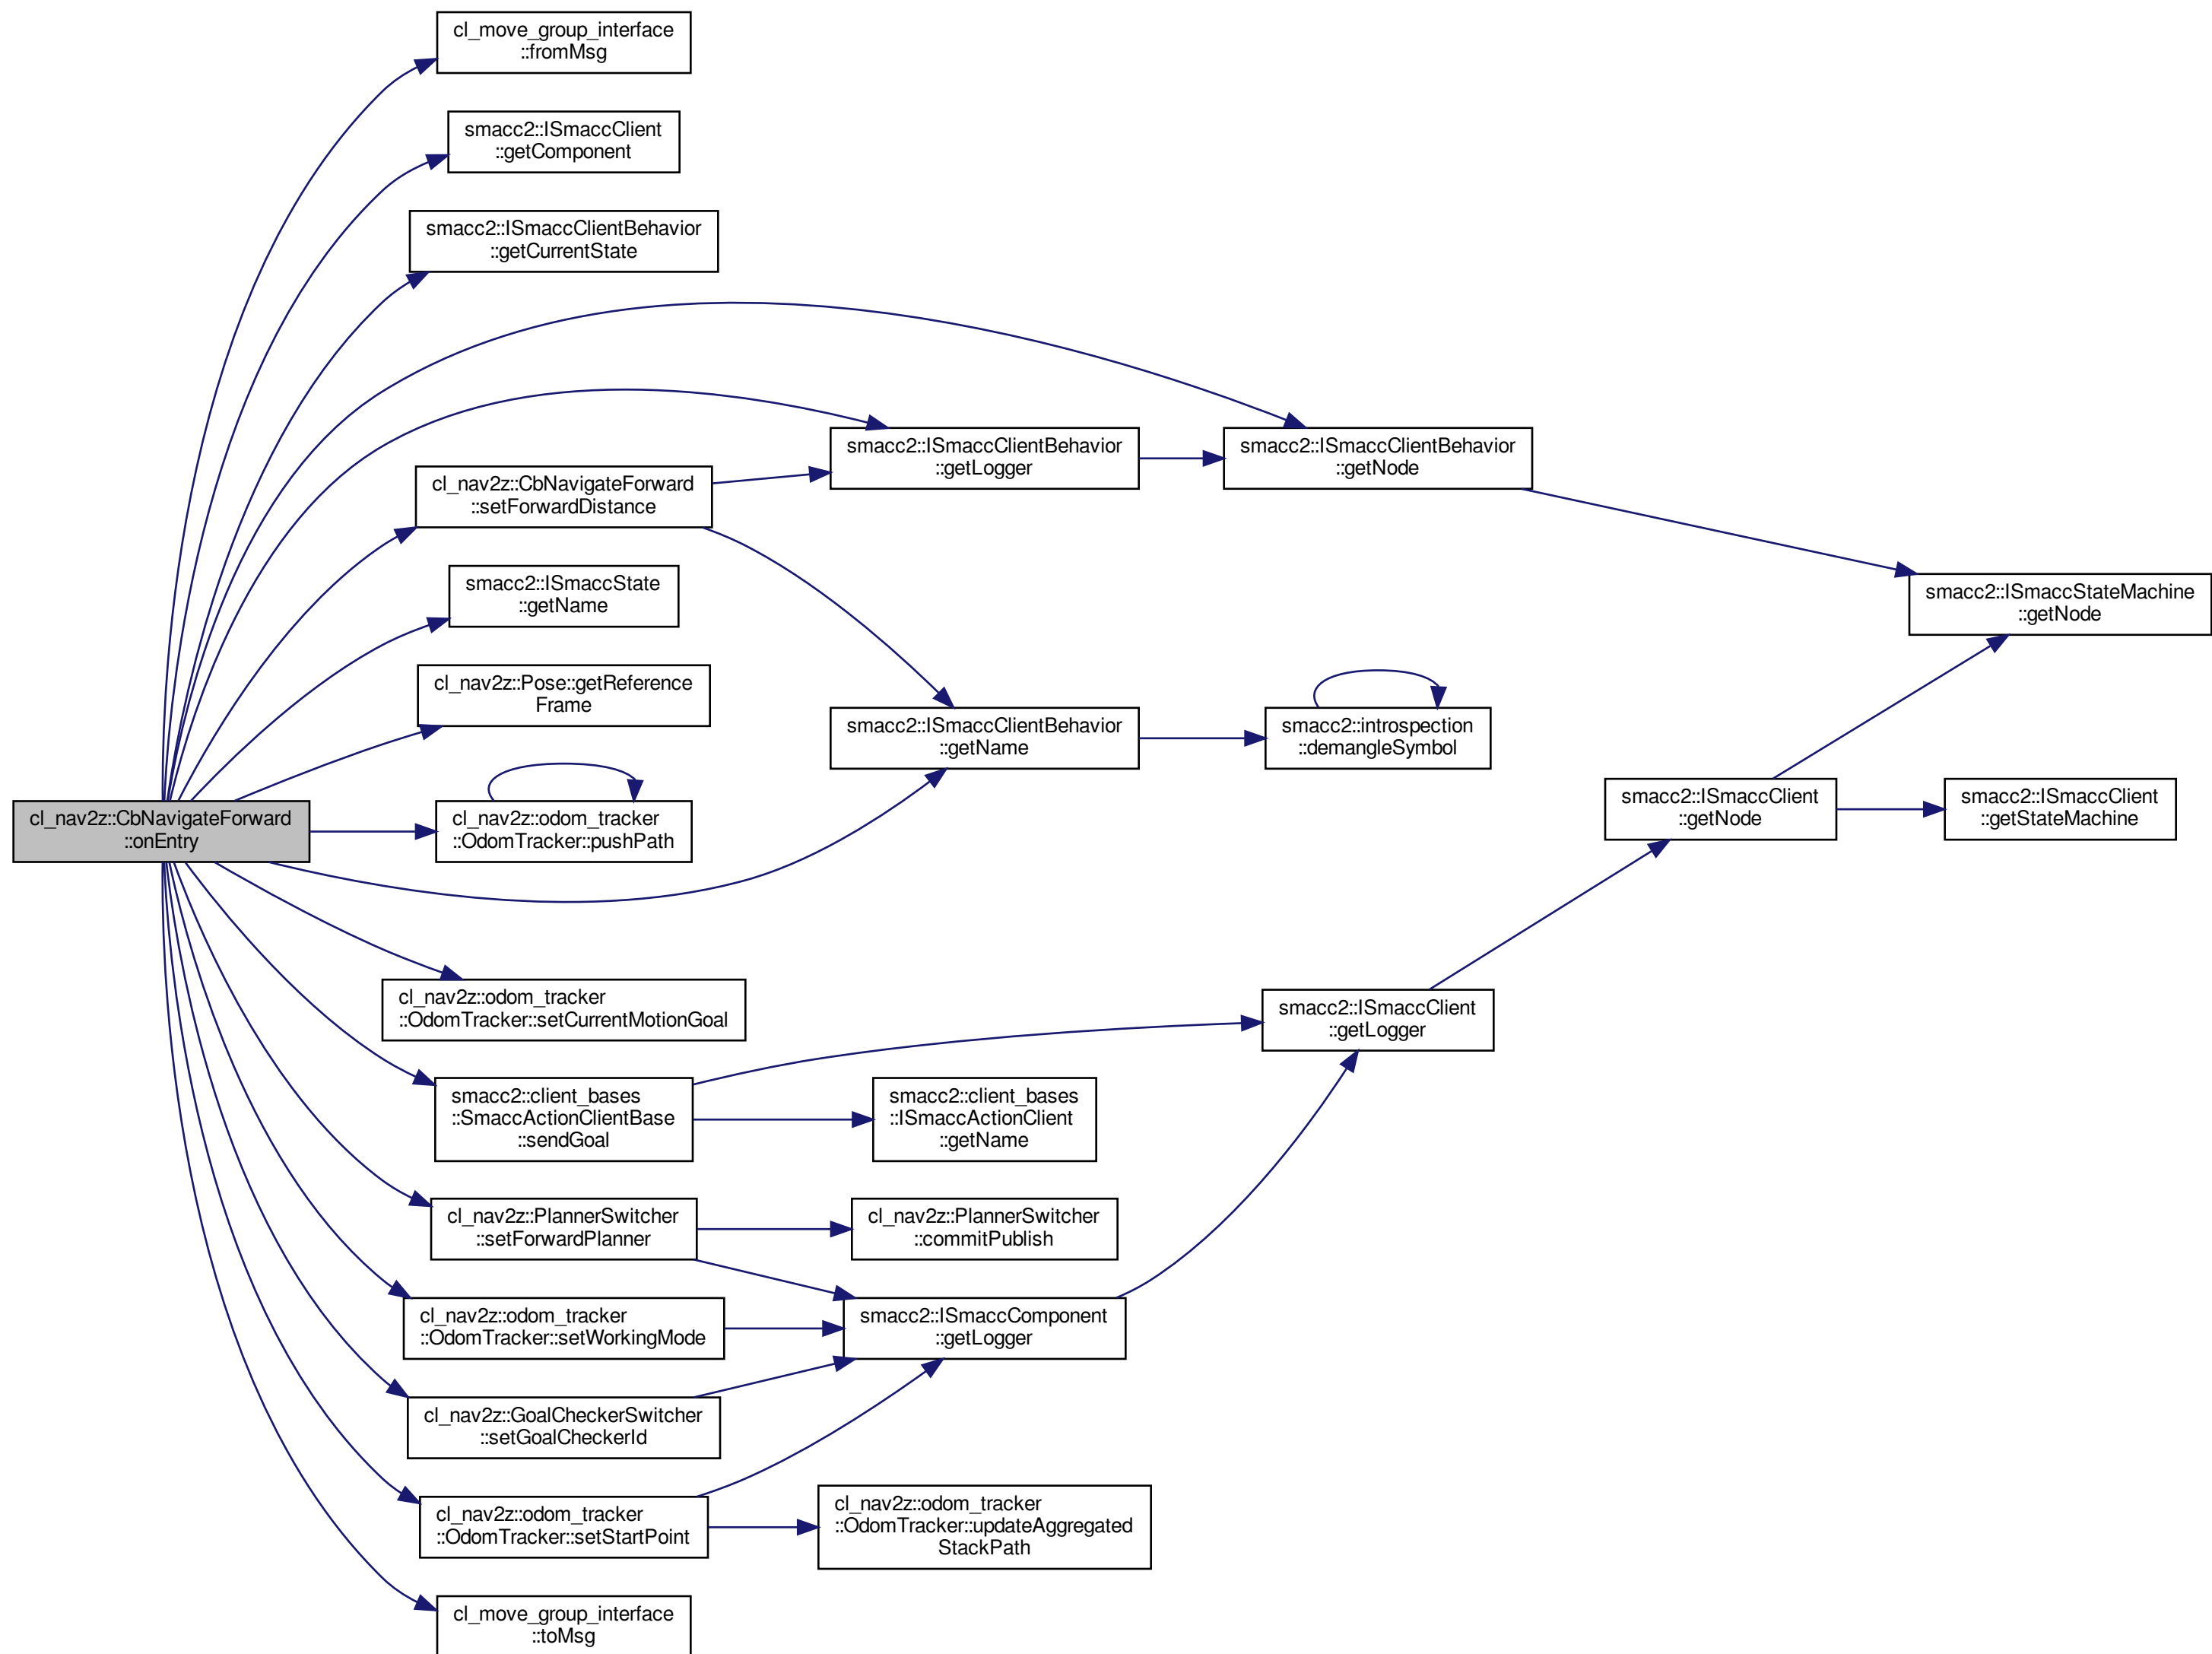 cl_move_group_interface
::fromMsg
smacc2::ISmaccClient
::getComponent
smacc2::ISmaccClientBehavior
::getCurrentState
smacc2::ISmaccClientBehavior
::getLogger
smacc2::ISmaccClientBehavior
::getNode
cl_nav2z::CbNavigateForward
::setForwardDistance
smacc2::ISmaccState
::getName
smacc2::ISmaccStateMachine
::getNode
cl_nav2z::Pose::getReference
Frame
smacc2::ISmaccClientBehavior
::getName
smacc2::introspection
::demangleSymbol
cl_nav2z::CbNavigateForward
::onEntry
cl_nav2z::odom_tracker
::OdomTracker::pushPath
smacc2::ISmaccClient
::getNode
smacc2::ISmaccClient
::getStateMachine
cl_nav2z::odom_tracker
::OdomTracker::setCurrentMotionGoal
smacc2::ISmaccClient
::getLogger
smacc2::client_bases
::SmaccActionClientBase
::sendGoal
smacc2::client_bases
::ISmaccActionClient
::getName
cl_nav2z::PlannerSwitcher
::setForwardPlanner
cl_nav2z::PlannerSwitcher
::commitPublish
cl_nav2z::odom_tracker
::OdomTracker::setWorkingMode
smacc2::ISmaccComponent
::getLogger
cl_nav2z::GoalCheckerSwitcher
::setGoalCheckerId
cl_nav2z::odom_tracker
::OdomTracker::setStartPoint
cl_nav2z::odom_tracker
::OdomTracker::updateAggregated
StackPath
cl_move_group_interface
::toMsg